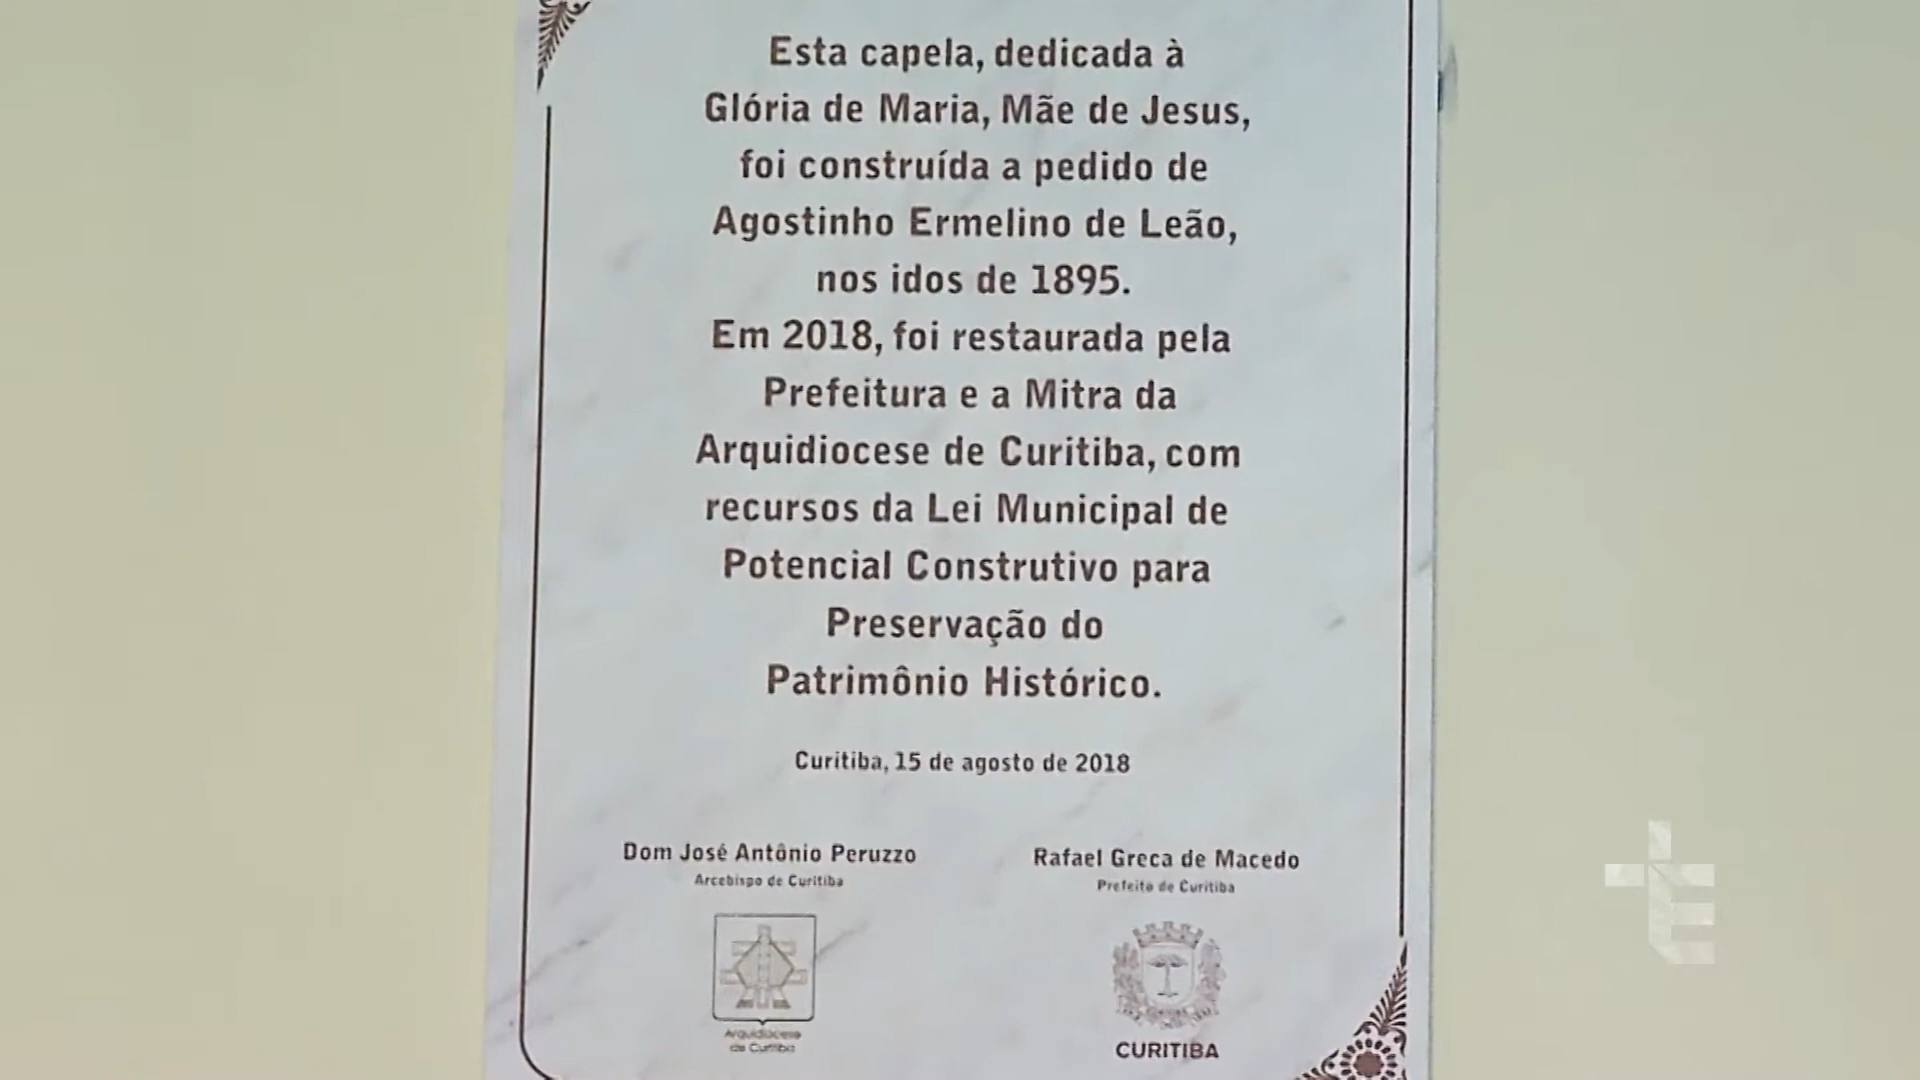 Esta capela, dedicada à
Glória de Maria, Mãe de Jesus,
foi construída a pedido de
Agostinho Ermelino de Leão,
nos idos de 1895.
Em 2018, foi restaurada pela
Prefeitura e a Mitra da
Arquidiocese de Curitiba, com
recursos da Lei Municipal de
Potencial Construtivo para
Preservação do
Patrimônio Histórico.
Curitiba, 15 de agosto de 2018
Dom José Antônio Peruzzo
Arcebispo de Curitiba
Rafael Greca de Macedo
Prefeito de Curitiba
Arquidiocese
de Curitiba
CURITIBA